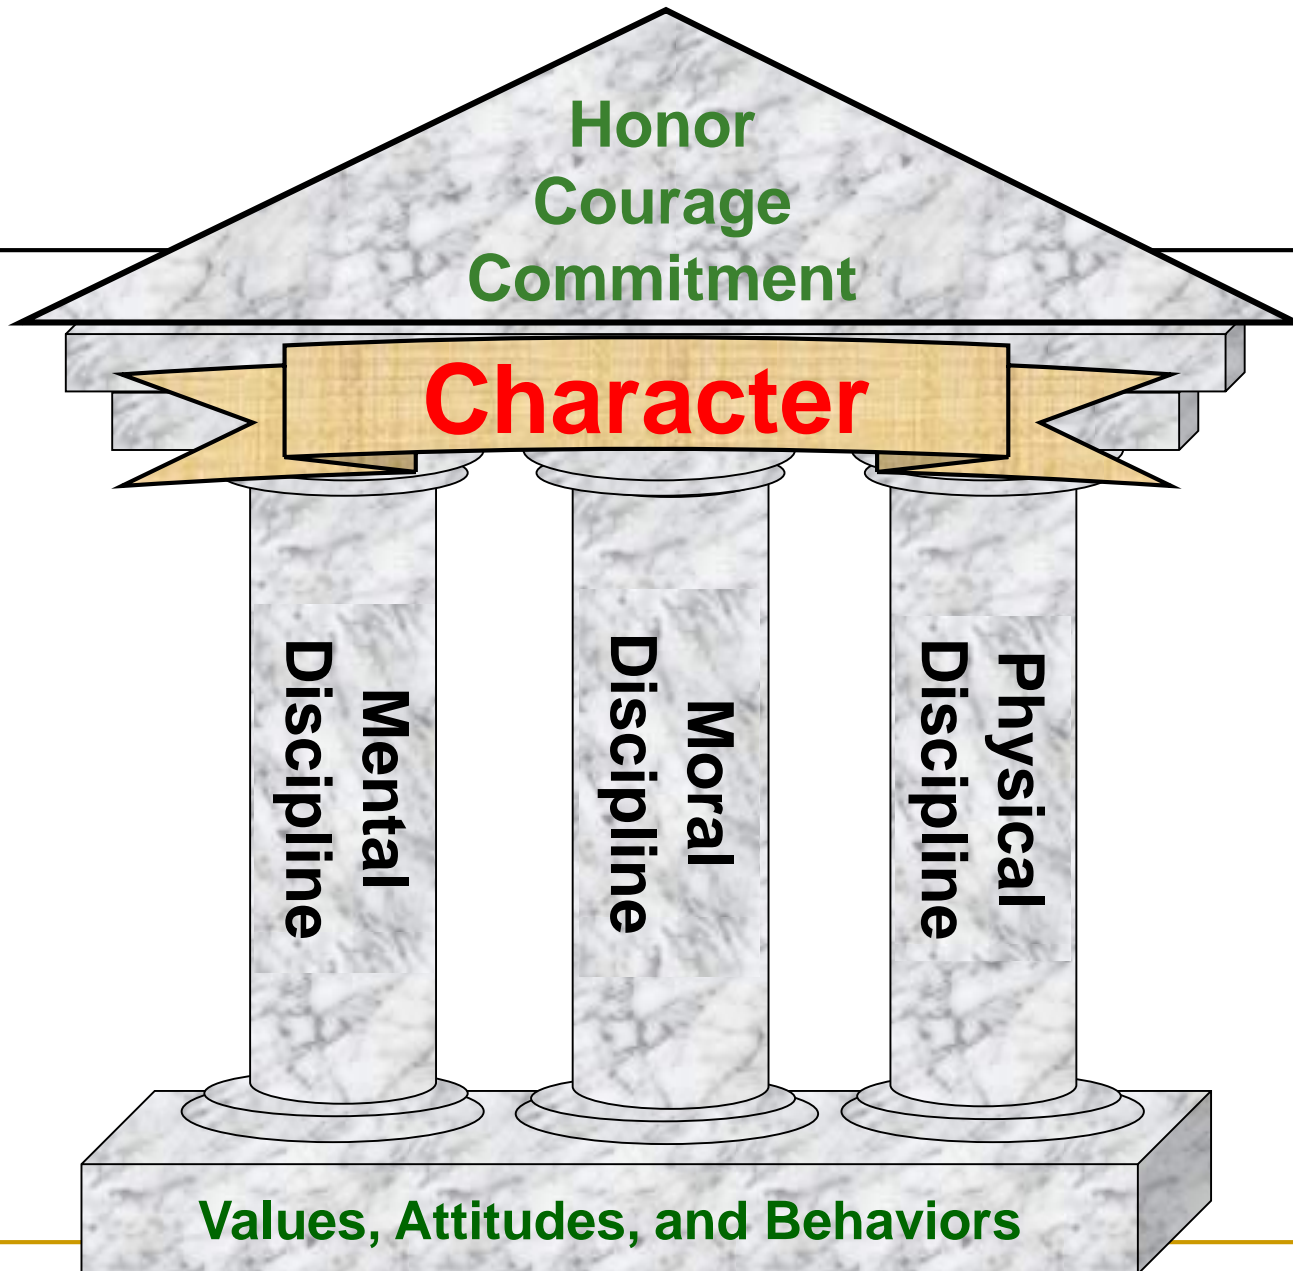 Honor
Courage
Commitment
Character
Mental
Discipline
Moral
Discipline
Physical
Discipline
Values, Attitudes, and Behaviors